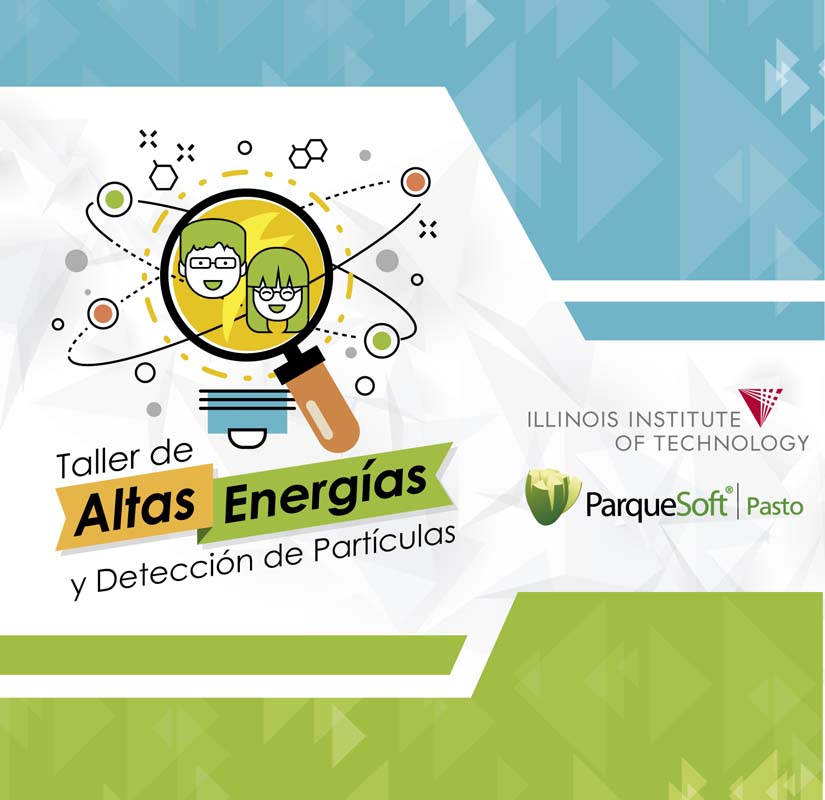 Taller de
Altas Energías
y Detección de Partículas
ILLINOIS INSTITUTE
OF TECHNOLOGY
ParqueSoft® | Pasto